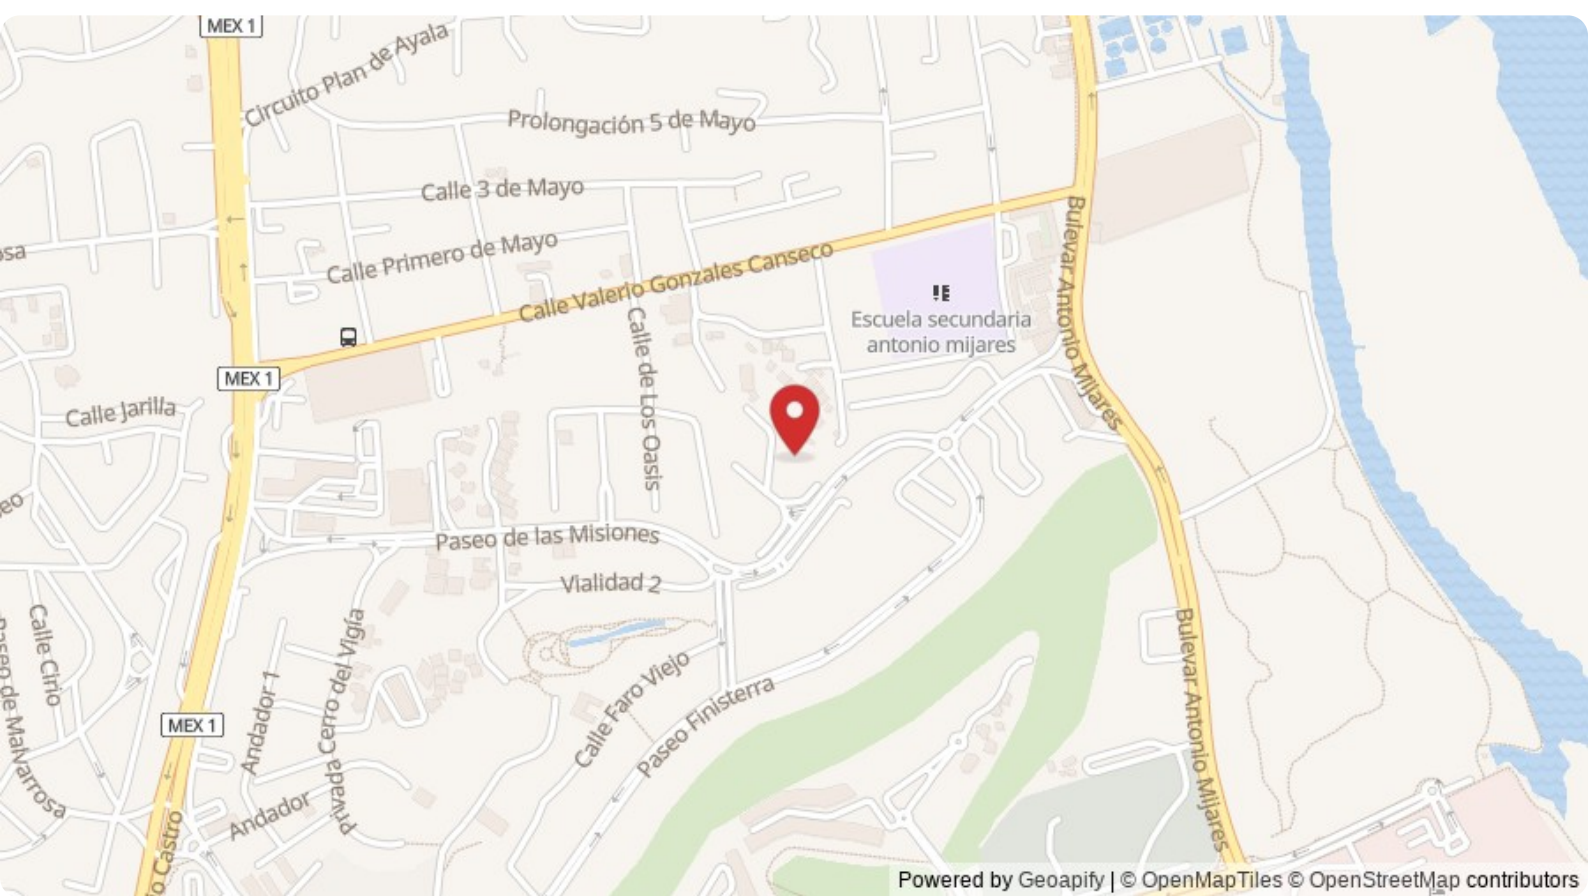 MEX 1
Circuito Plan de Ayala
Prolongación 5 de Mayo
Calle 3 de Mayo
osa
Calle Primero de Mayo
Calle Valerio Gonzales Canseco
Bulevar Antonio Mijares
Escuela secundaria
antonio mijares
MEX 1
Calle de Los Oasis
Calle Jarilla
eo
Paseo de las Misiones
Vialidad 2
Calle Cirio
Paseo de Malvarrosa
Privada Cerro del Vigía
Andador 1
Calle Faro Viejo
Paseo Finisterra
Bulevar Antonio Mijares
MEX 1
Andador
o Castro
Powered by Geoapify | © OpenMapTiles © OpenStreetMap contributors